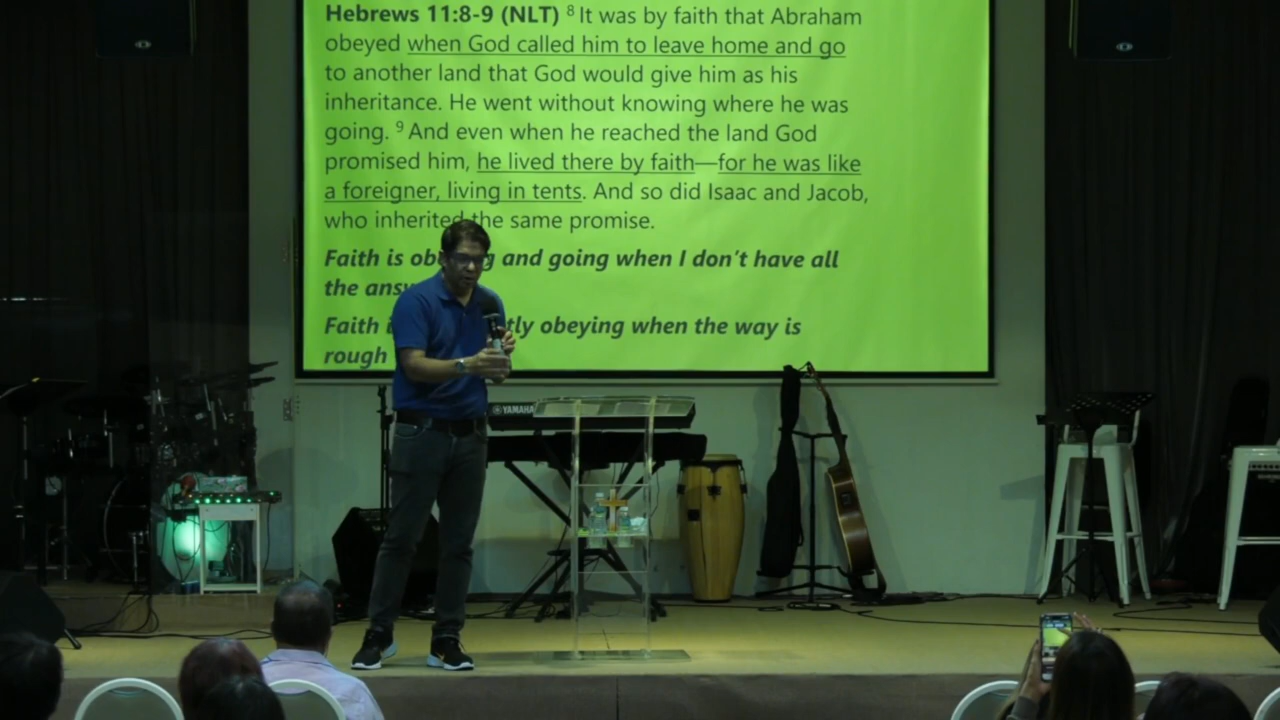 Hebrews 11:8-9 (NLT) 8 It was by faith that Abraham
obeyed when God called him to leave home and go
to another land that God would give him as his
inheritance. He went without knowing where he was
going. 9 And even when he reached the land God
promised him, he lived there by faith—for he was like
a foreigner, living in tents. And so did Isaac and Jacob,
who inherited the same promise.
Faith is and going when I don't have all
the
Faith obeying when the way is
rough
YAMAHA